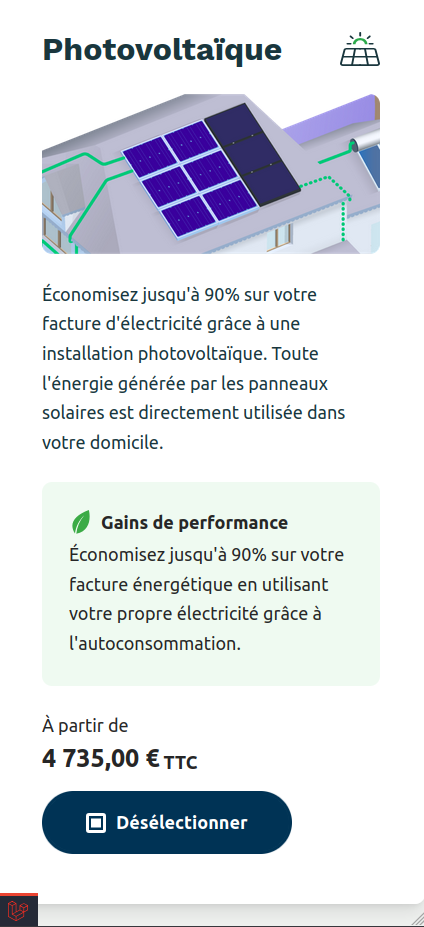 Photovoltaïque
Économisez jusqu'à 90% sur votre
facture d'électricité grâce à une
installation photovoltaïque. Toute
l'énergie générée par les panneaux
solaires est directement utilisée dans
votre domicile.
Gains de performance
Économisez jusqu'à 90% sur votre
facture énergétique en utilisant
votre propre électricité grâce à
l'autoconsommation.
À partir de
4 735,00 € TTC
Désélectionner